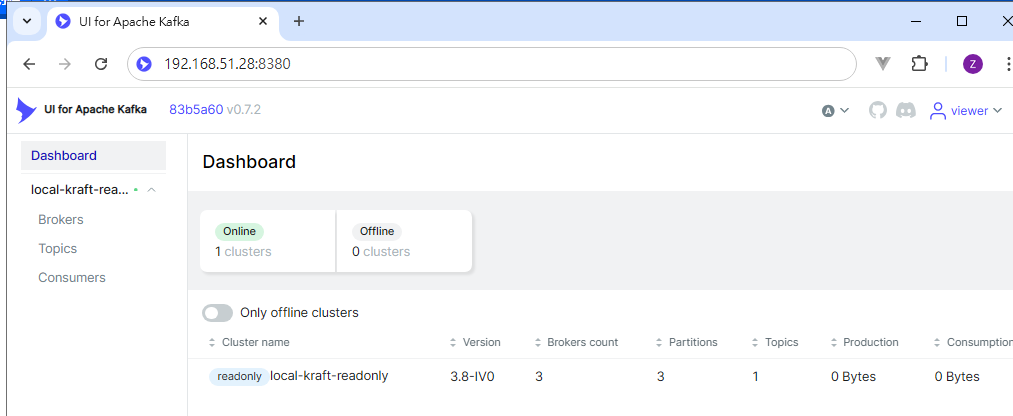 UI for Apache Kafka
192.168.51.28:8380
Z
UI for Apache Kafka 83b5a60 v0.7.2
A
viewer
Dashboard
local-kraft-rea...
Brokers
Topics
Consumers
Dashboard
Online
1 clusters
Offline
0 clusters
Only offline clusters
Cluster name Version Brokers count Partitions Topics Production Consumption
readonly local-kraft-readonly 3.8-IV0 3 3 1 0 Bytes 0 Bytes